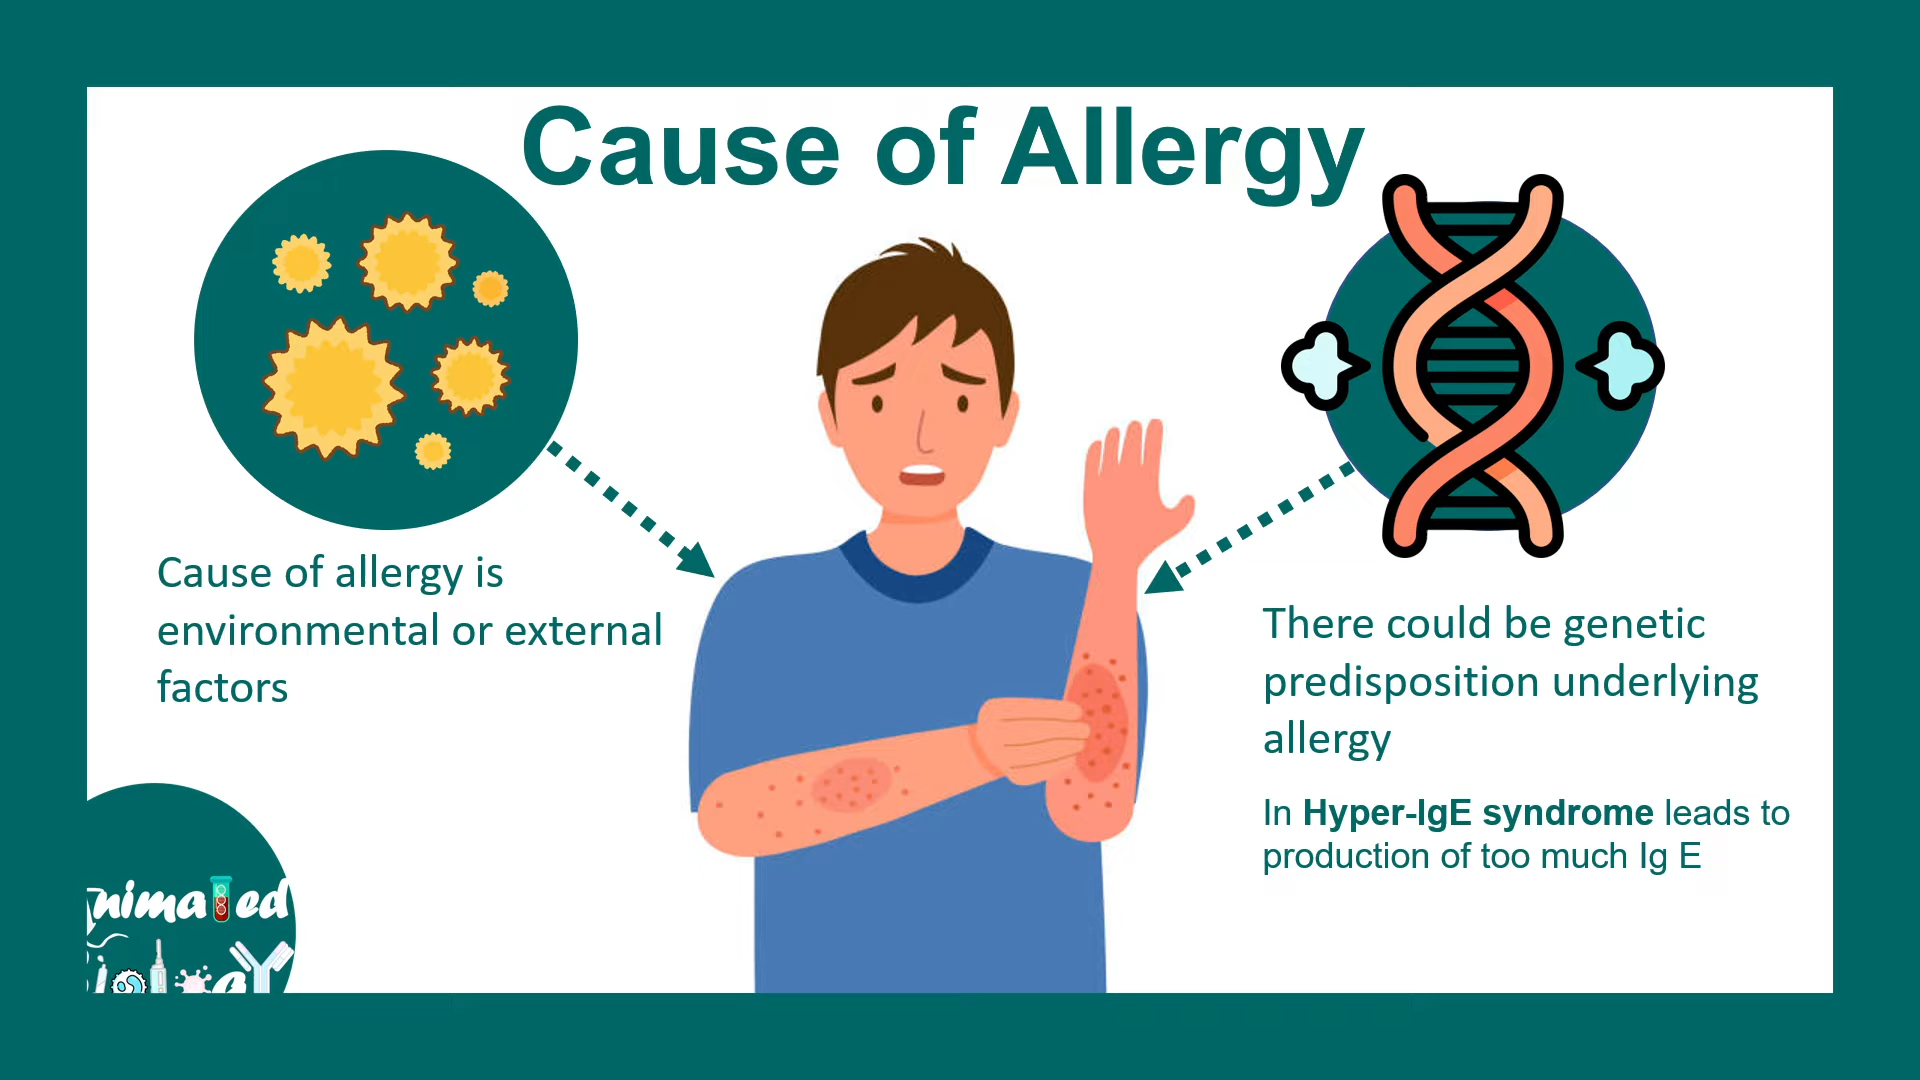 Cause of Allergy
Cause of allergy is
environmental or external
factors
There could be genetic
predisposition underlying
allergy
In Hyper-IgE syndrome leads to
production of too much Ig E
nimated